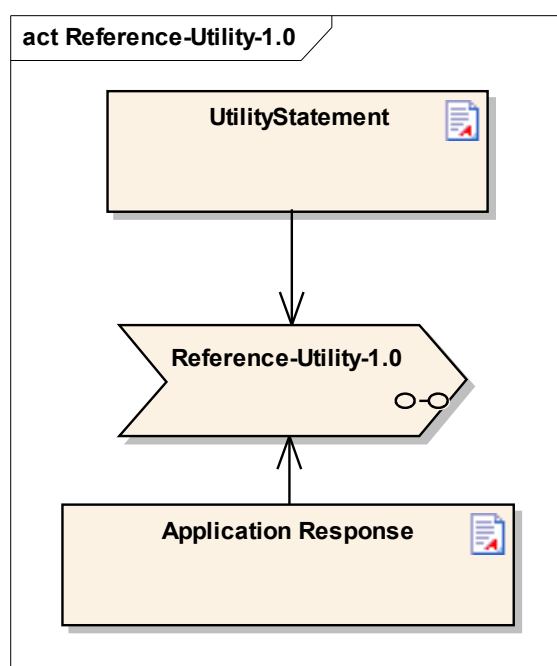 act Reference-Utility-1.0
UtilityStatement
Reference-Utility-1.0
Application Response